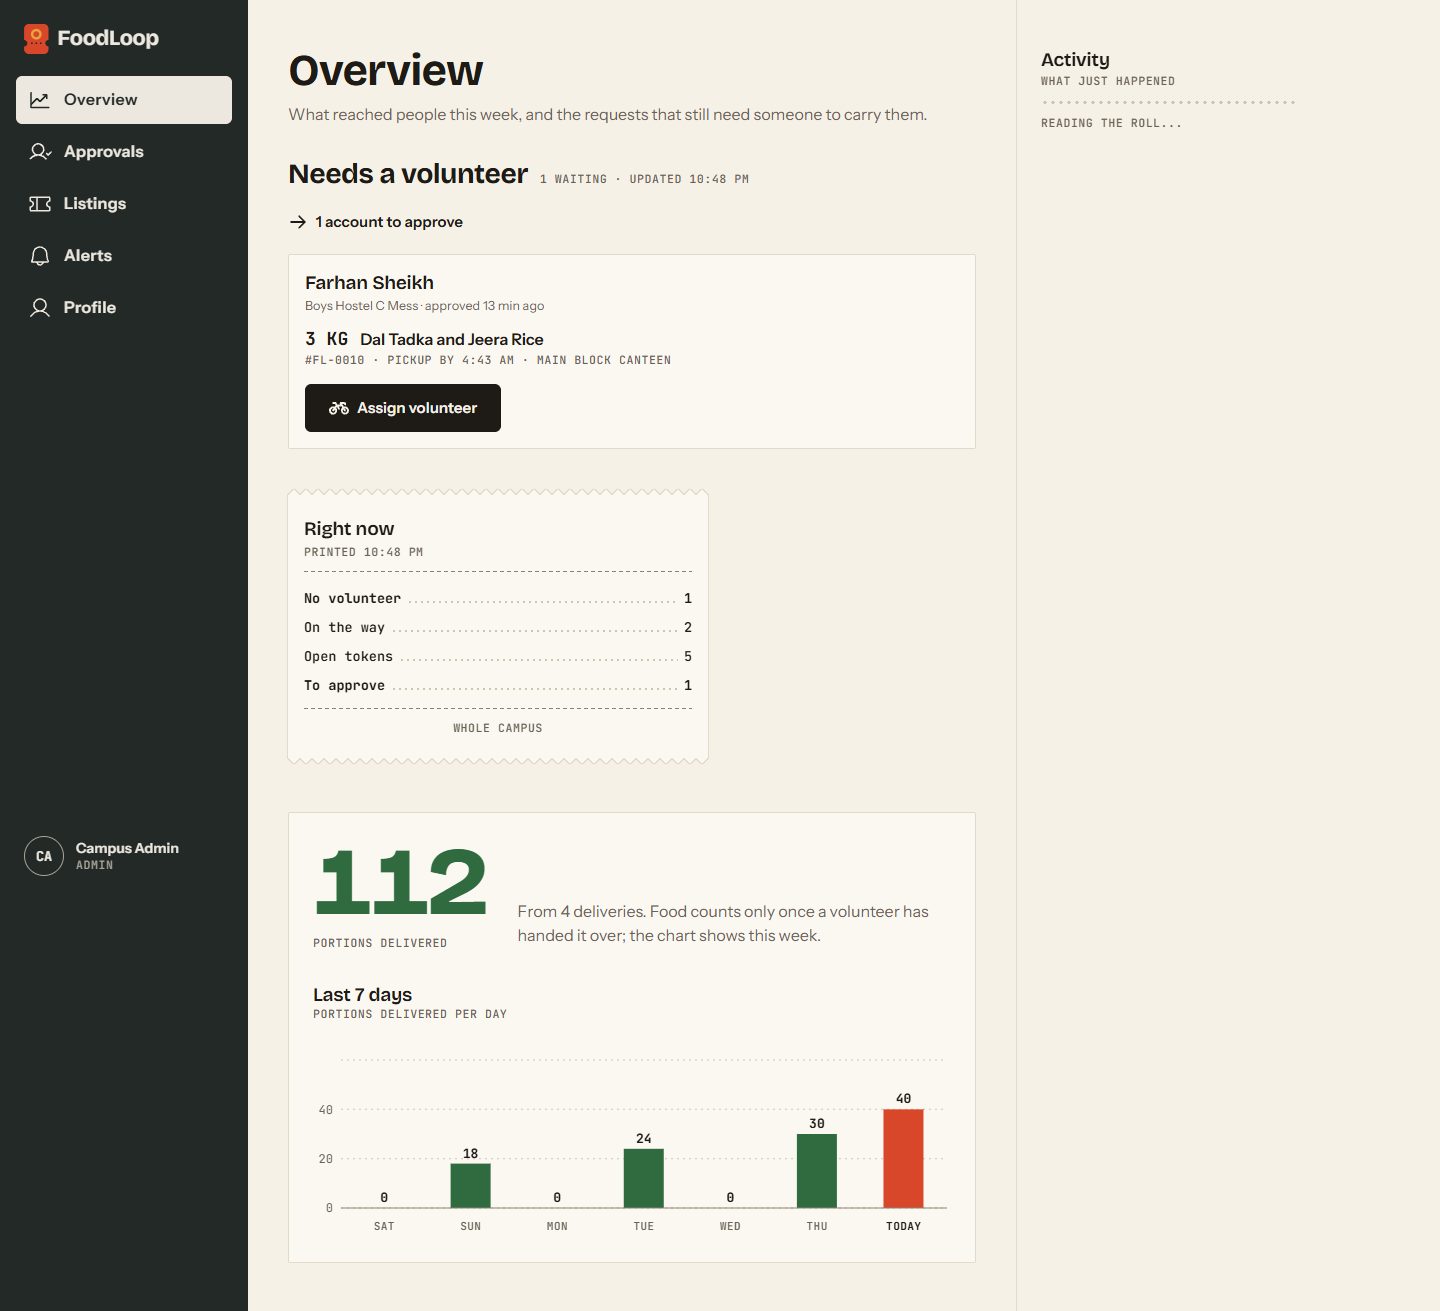 FoodLoop
Overview
Approvals
Listings
Alerts
Profile
CA
Campus Admin
ADMIN
Overview
What reached people this week, and the requests that still need someone to carry them.
Needs a volunteer 1 WAITING · UPDATED 10:48 PM
→ 1 account to approve
Farhan Sheikh
Boys Hostel C Mess · approved 13 min ago
3 KG Dal Tadka and Jeera Rice
#FL-0010 · PICKUP BY 4:43 AM · MAIN BLOCK CANTEEN
Assign volunteer
Right now
PRINTED 10:48 PM
No volunteer 1
On the way 2
Open tokens 5
To approve 1
WHOLE CAMPUS
112
PORTIONS DELIVERED
From 4 deliveries. Food counts only once a volunteer has
handed it over; the chart shows this week.
Last 7 days
PORTIONS DELIVERED PER DAY
40
20
0
0 18 0 24 0 30 40
SAT SUN MON TUE WED THU TODAY
Activity
WHAT JUST HAPPENED
READING THE ROLL...